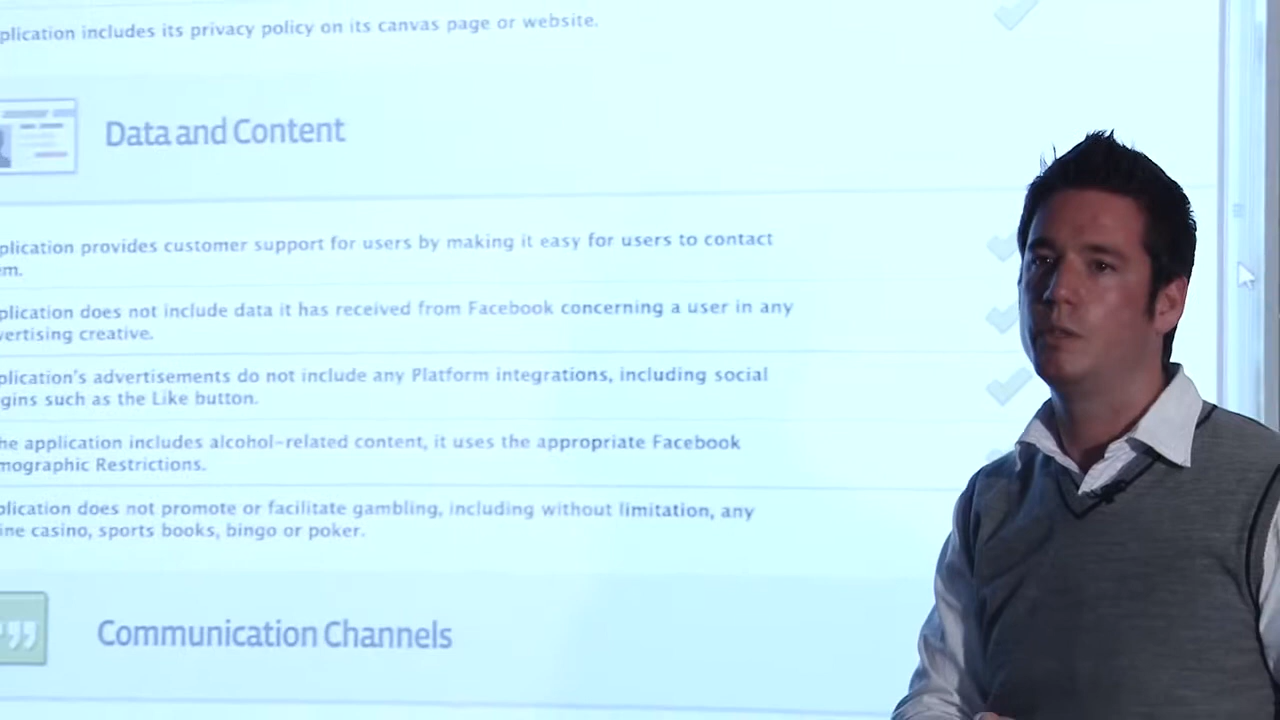 plication includes its privacy policy on its canvas page or website.
Data and Content
plication provides customer support for users by making it easy for users to contact
em.
plication does not include data it has received from Facebook concerning a user in any
vertising creative.
plication's advertisements do not include any Platform integrations, including social
gins such as the Like button.
he application includes alcohol-related content, it uses the appropriate Facebook
mographic Restrictions.
plication does not promote or facilitate gambling, including without limitation, any
ine casino, sports books, bingo or poker.
Communication Channels